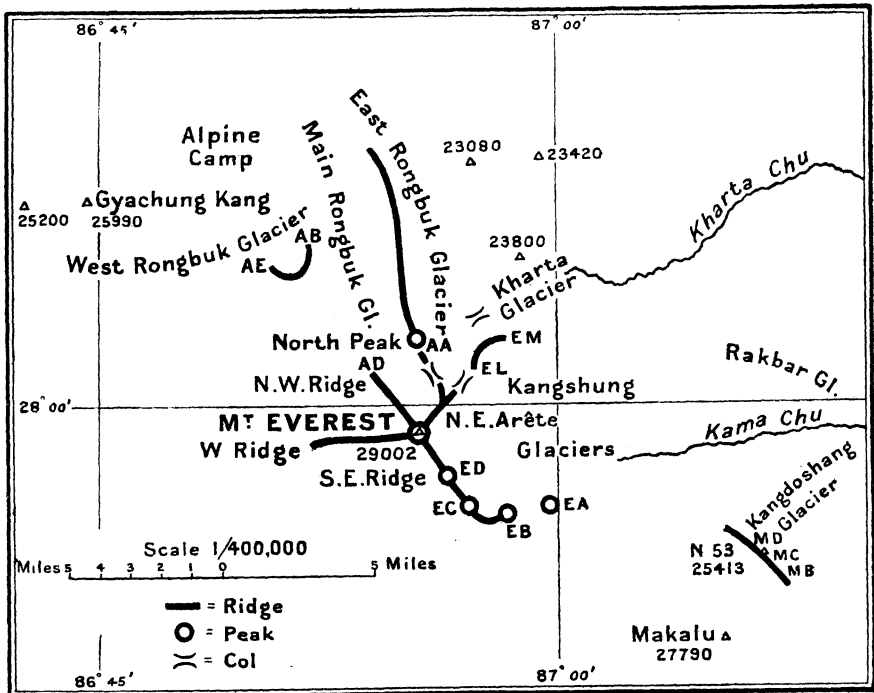 86°45'
87°00'
East Rongbuk Glacier
Main Rongbuk Gl.
Alpine
Camp
23080
23420
Kharta Chu
Gyachung Kang
25200
25990
West Rongbuk Glacier
AB
AE
23800
Kharta
Glacier
North Peak
AA
EM
EL
AD
N.W.Ridge
Kangshung
Rakbar Gl.
28°00'
MT EVEREST
N.E.Arête
Kama Chu
W Ridge
29002
Glaciers
S.E.Ridge
ED
EC
EB
EA
Kangdoshang
Glacier
N 53
25413
MD
MC
MB
Scale 1/400,000
Miles 5 4 3 2 1 0 5 Miles
= Ridge
= Peak
= Col
Makalu
27790
86°45'
87°00'